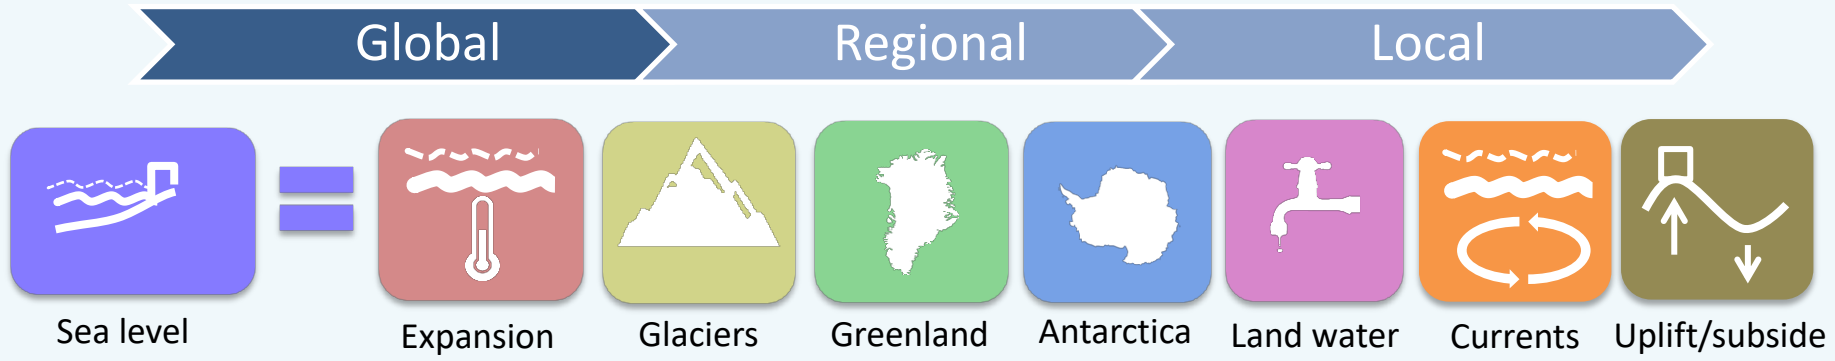 Global Regional Local
Sea level
Expansion
Glaciers
Greenland
Antarctica
Land water
Currents
Uplift/subside